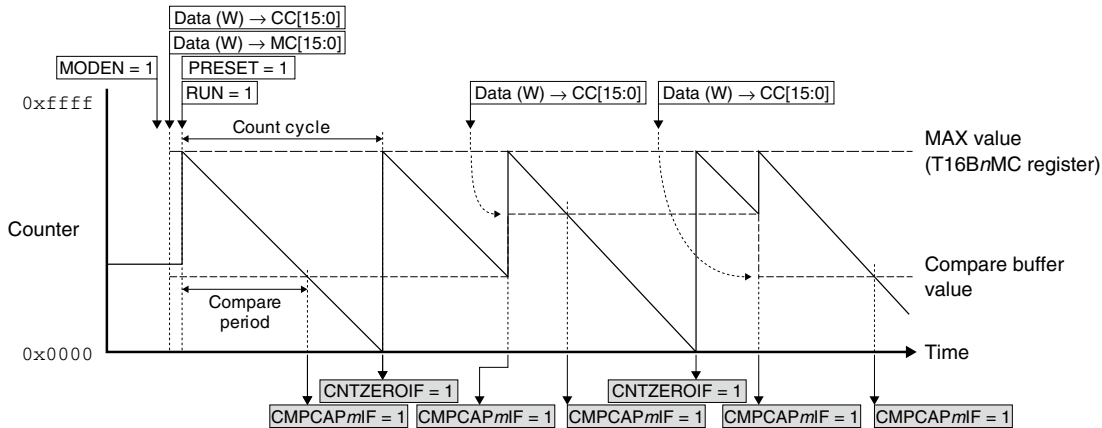 Data (W) → CC[15:0]
Data (W) → MC[15:0]
MODEN = 1
PRESET = 1
RUN = 1
Data (W) → CC[15:0]
Data (W) → CC[15:0]
0xffff
Count cycle
MAX value
(T16BnMC register)
Counter
Compare
period
Compare buffer
value
0x0000
Time
CNTZEROIF = 1
CNTZEROIF = 1
CMPCAPmIF = 1
CMPCAPmIF = 1
CMPCAPmIF = 1
CMPCAPmIF = 1
CMPCAPmIF = 1